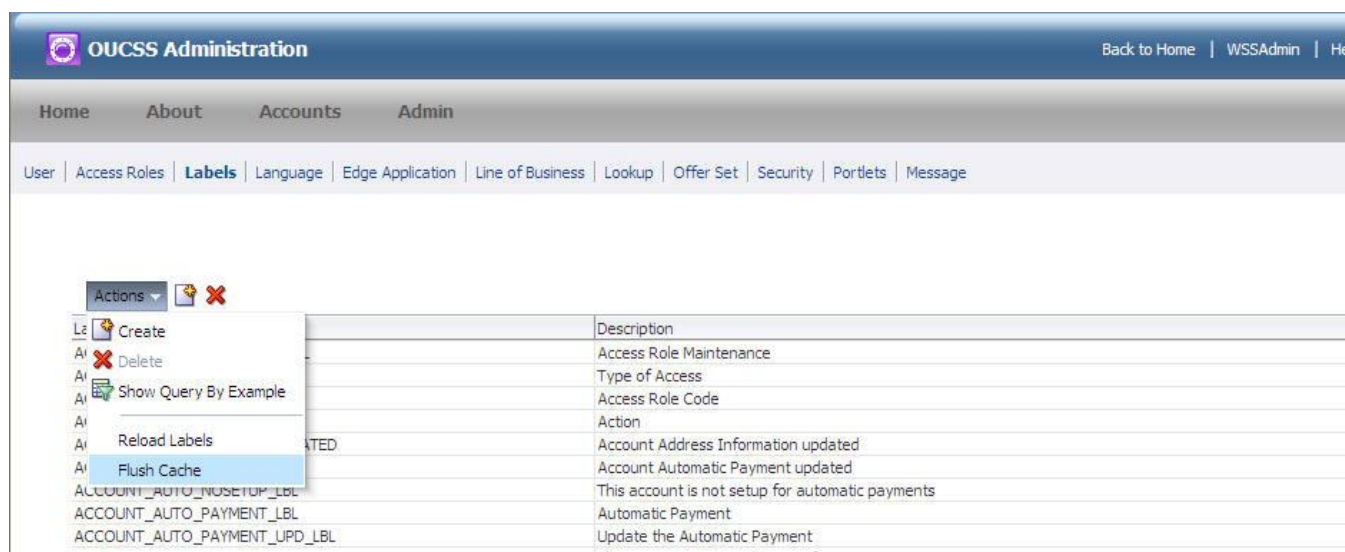 OUCSS Administration
Back to Home | WSSAdmin |
Home About Accounts Admin
User | Access Roles | Labels | Language | Edge Application | Line of Business | Lookup | Offer Set | Security | Portlets | Message
Actions
Create
Delete
Show Query By Example
Reload Labels
Flush Cache
Description
Access Role Maintenance
Type of Access
Access Role Code
Action
Account Address Information updated
Account Automatic Payment updated
ACCOUNT_AUTO_NOSETUP_LBL This account is not setup for automatic payments
ACCOUNT_AUTO_PAYMENT_LBL Automatic Payment
ACCOUNT_AUTO_PAYMENT_UPD_LBL Update the Automatic Payment